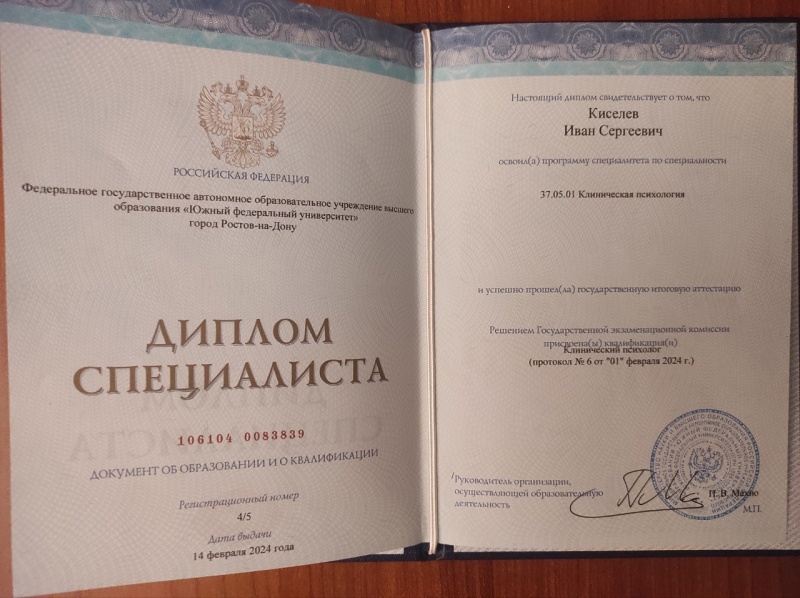 РОССИЙСКАЯ ФЕДЕРАЦИЯ
Федеральное государственное автономное образовательное учреждение высшего
образования «Южный федеральный университет»
город Ростов-на-Дону
ДИПЛОМ
СПЕЦИАЛИСТА
106104 0083839
ДОКУМЕНТ ОБ ОБРАЗОВАНИИ И О КВАЛИФИКАЦИИ
Регистрационный номер
4/5
Дата выдачи
14 февраля 2024 года
Настоящий диплом свидетельствует о том, что
Киселев
Иван Сергеевич
освоил(а) программу специалитета по специальности
37.05.01 Клиническая психология
и успешно прошел(ла) государственную итоговую аттестацию
Решением Государственной экзаменационной комиссии
присвоена(ы) квалификация(и)
Клинический психолог
(протокол № 6 от "01" февраля 2024 г.)
Руководитель организации,
осуществляющей образовательную
деятельность
М.П.